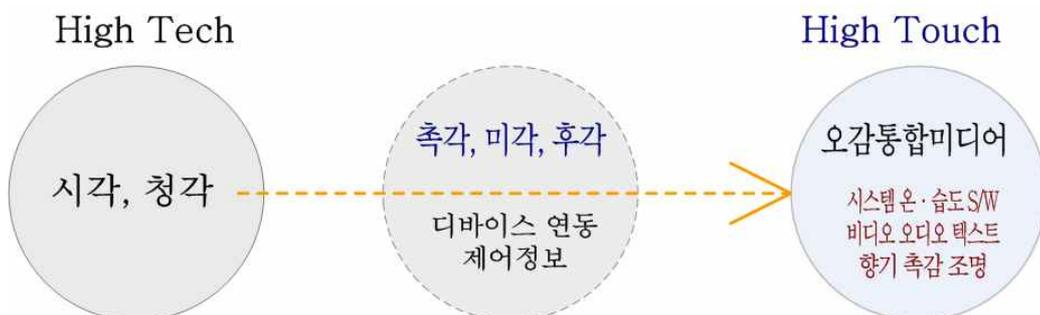 High Tech
High Touch
시각, 청각
촉각, 미각, 후각
디바이스 연동
제어정보
오감통합미디어
시스템 온·습도 S/W
비디오 오디오 텍스트
향기 촉감 조명